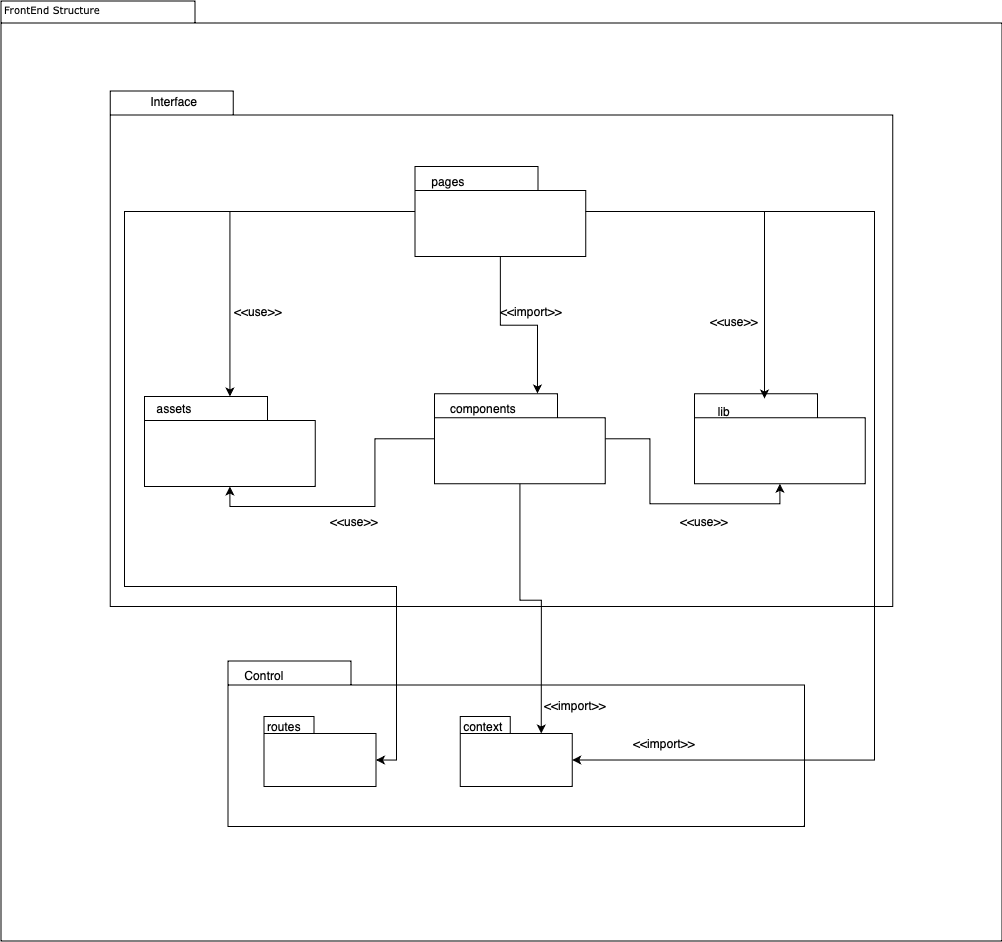 FrontEnd Structure
Interface
pages
<<use>>
<<import>>
<<use>>
assets
components
lib
<<use>>
<<use>>
Control
<<import>>
routes
context
<<import>>